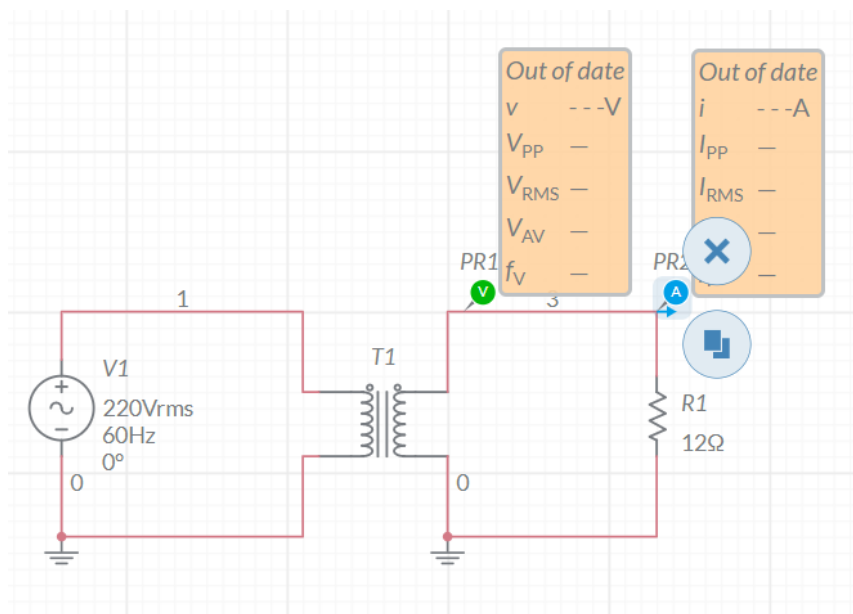 Out of date
v ---V
VPP —
VRMS —
VAV —
fV —
Out of date
i ---A
IPP —
IRMS —
—
—
PR1
V
PR2
A
1
3
T1
V1
+
220Vrms
60Hz
0°
0
0
R1
12Ω